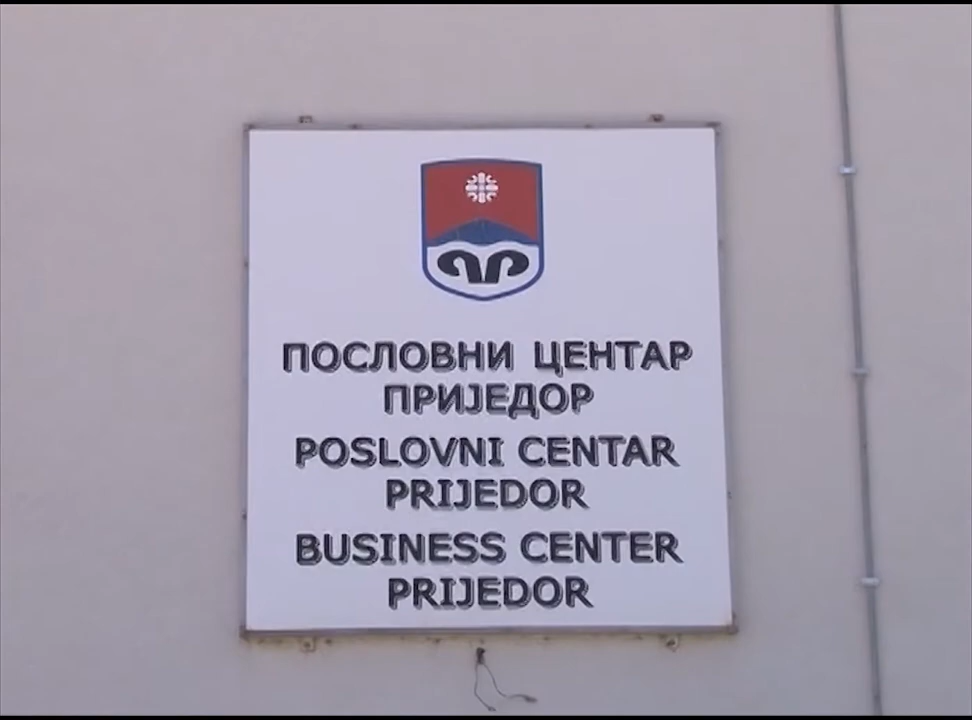 ПОСЛОВНИ ЦЕНТАР
ПРИЈЕДОР
POSLOVNI CENTAR
PRIJEDOR
BUSINESS CENTER
PRIJEDOR